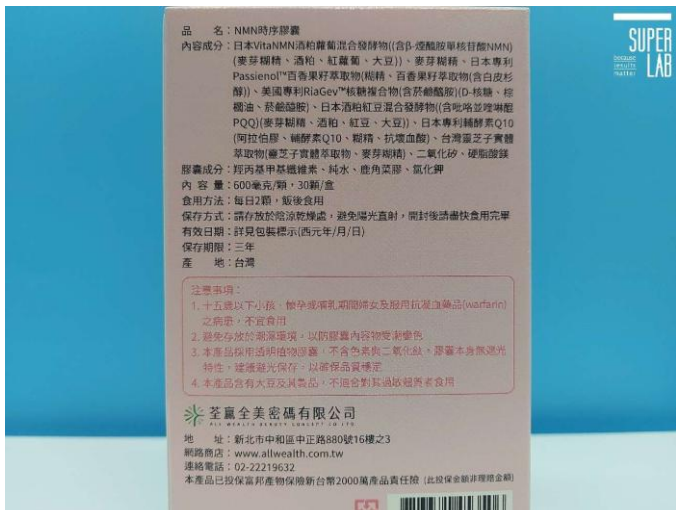 品　　名：NMN時序膠囊
內容成分：日本VitaNMN酒粕蘿蔔混合發酵物((含β-煙醯胺單核苷酸NMN)
(麥芽糊精、酒粕、紅蘿蔔、大豆))、麥芽糊精、日本專利
Passienol™百香果籽萃取物(糊精、百香果籽萃取物(含白皮杉
醇))、美國專利RiaGev™核糖複合物(含菸鹼醯胺)(D-核糖、棕
櫚油、菸鹼醯胺)、日本酒粕紅豆混合發酵物((含吡咯並喹啉醌
PQQ)(麥芽糊精、酒粕、紅豆、大豆))、日本專利輔酵素Q10
(阿拉伯膠、輔酵素Q10、糊精、抗壞血酸)、台灣靈芝子實體
萃取物(靈芝子實體萃取物、麥芽糊精)、二氧化矽、硬脂酸鎂
膠囊成分：羥丙基甲基纖維素、純水、鹿角菜膠、氯化鉀
內 容 量：600毫克/顆，30顆/盒
食用方法：每日2顆，飯後食用
保存方式：請存放於陰涼乾燥處，避免陽光直射，開封後請盡快食用完畢
有效日期：詳見包裝標示(西元年/月/日)
保存期限：三年
產　　地：台灣
注意事項：
1. 十五歲以下小孩、懷孕或哺乳期間婦女及服用抗凝血藥品(warfarin)
之病患，不宜食用
2. 避免存放於潮濕環境，以防膠囊內容物受潮變色
3. 本產品採用透明植物膠囊，不含色素與二氧化鈦，膠囊本身無遮光
特性，建議避光保存，以確保品質穩定
4. 本產品含有大豆及其製品，不適合對其過敏體質者食用
荃贏全美密碼有限公司
ALL WEALTH BEAUTY CONCEPT CO LTD
地　　址：新北市中和區中正路880號16樓之3
網路商店：www.allwealth.com.tw
連絡電話：02-22219632
本產品已投保富邦產物保險新台幣2000萬產品責任險 (此投保金額非理賠金額)
SUPER
because
results
matter
LAB